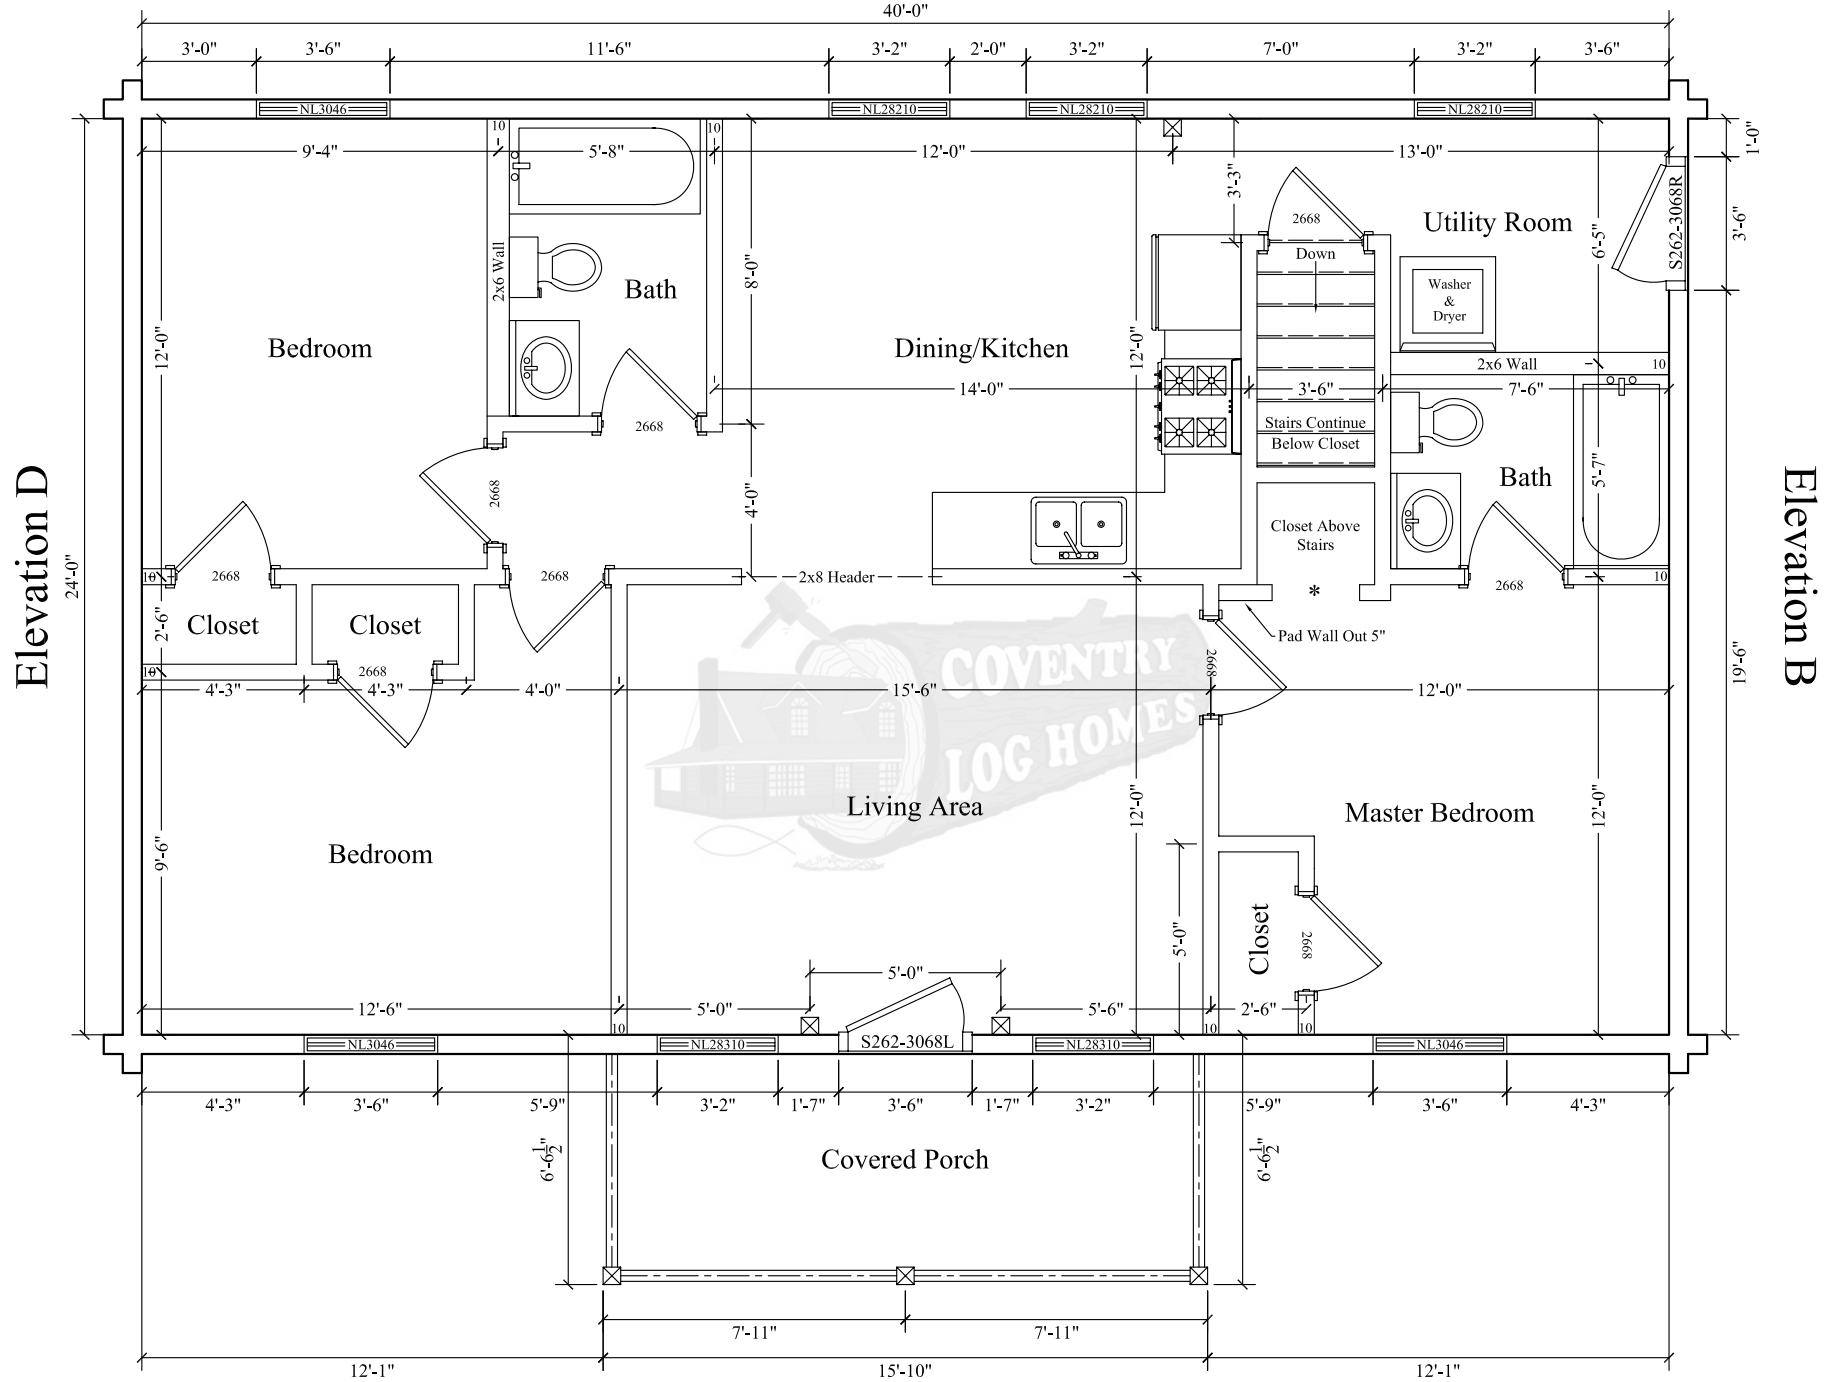 40'-0"
3'-0" 3'-6" 11'-6" 3'-2" 2'-0" 3'-2" 7'-0" 3'-2" 3'-6"
NL3046 NL28210 NL28210 NL28210
10 10
9'-4" 5'-8" 12'-0" 13'-0"
1'-0"
3'-3"
2668
Utility Room
6'-5"
S262-3068R
3'-6"
2x6 Wall
Bath
8'-0"
Down
Washer
&
Dryer
Bedroom
12'-0"
Dining/Kitchen
12'-0"
2x6 Wall 10
14'-0" 3'-6" 7'-6"
2668
Stairs Continue
Below Closet
2668
4'-0"
Bath
5'-7"
Closet Above
Stairs
Elevation D
24'-0"
Elevation B
19'-6"
10 2668 2668 2x8 Header 2668 10
*
2'-6"
Closet Closet
Pad Wall Out 5"
10 2668
2668
4'-3" 4'-3" 4'-0" 15'-6" 12'-0"
COVENTRY
LOG HOMES
Living Area
12'-0"
Master Bedroom
12'-0"
Bedroom
9'-6"
5'-0"
Closet
2668
5'-0"
12'-6" 5'-0" 5'-6" 2'-6"
10 10 10
NL3046 NL28310 S262-3068L NL28310 NL3046
4'-3" 3'-6" 5'-9" 3'-2" 1'-7" 3'-6" 1'-7" 3'-2" 5'-9" 3'-6" 4'-3"
6'-6 1/2" 6'-6 1/2"
Covered Porch
7'-11" 7'-11"
12'-1" 15'-10" 12'-1"